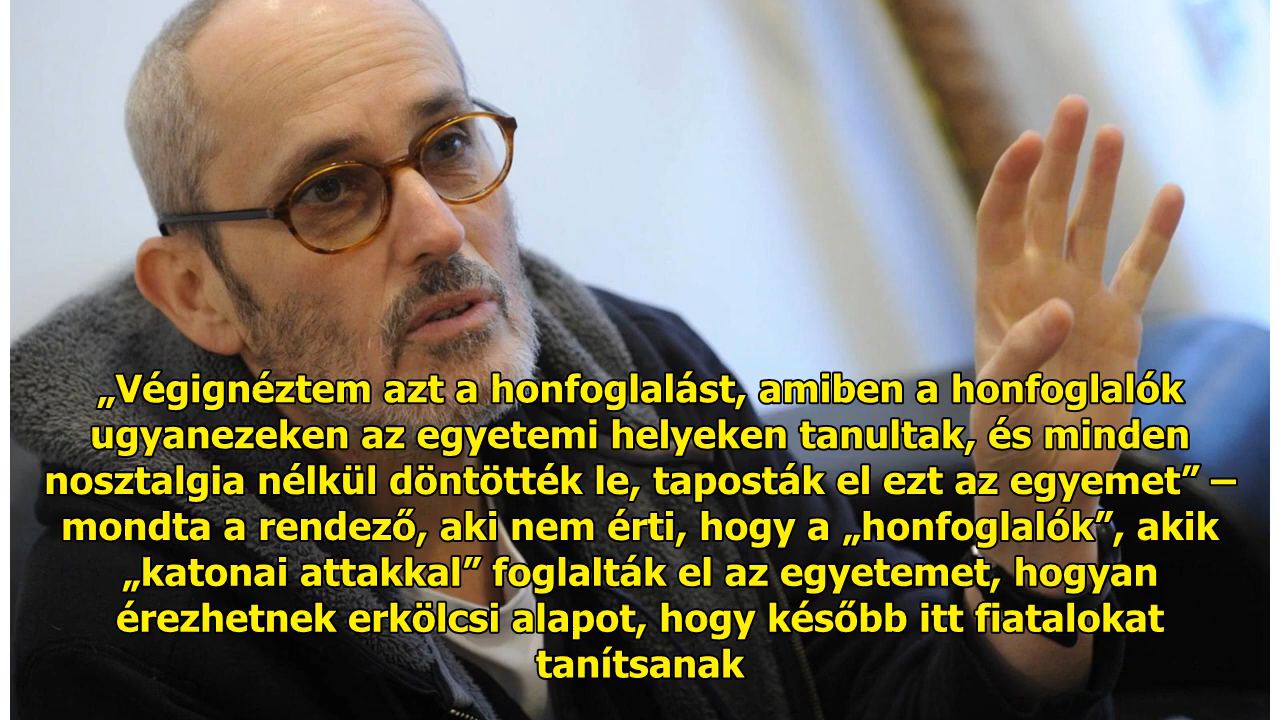 „Végignéztem azt a honfoglalást, amiben a honfoglalók
ugyanezeken az egyetemi helyeken tanultak, és minden
nosztalgia nélkül döntötték le, taposták el ezt az egyemet” –
mondta a rendező, aki nem érti, hogy a „honfoglalók”, akik
„katonai attakkal” foglalták el az egyetemet, hogyan
érezhetnek erkölcsi alapot, hogy később itt fiatalokat
tanítsanak